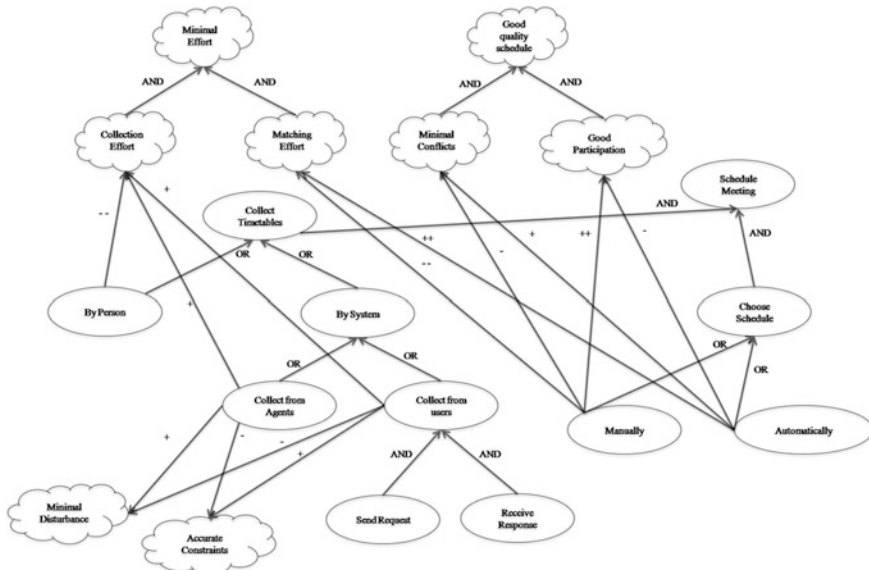 Minimal
Effort
Good
quality
schedule
AND
AND
AND
AND
Collection
Effort
Matching
Effort
Minimal
Conflicts
Good
Participation
Schedule
Meeting
+
- -
Collect
Timetables
AND
++
+
++
-
--
-
AND
OR
OR
By Person
+
By System
Choose
Schedule
OR
OR
OR
OR
Collect from
Agents
Collect from
users
Manually
Automatically
+
-
-
+
AND
AND
Minimal
Disturbance
Accurate
Constraints
Send Request
Receive
Response